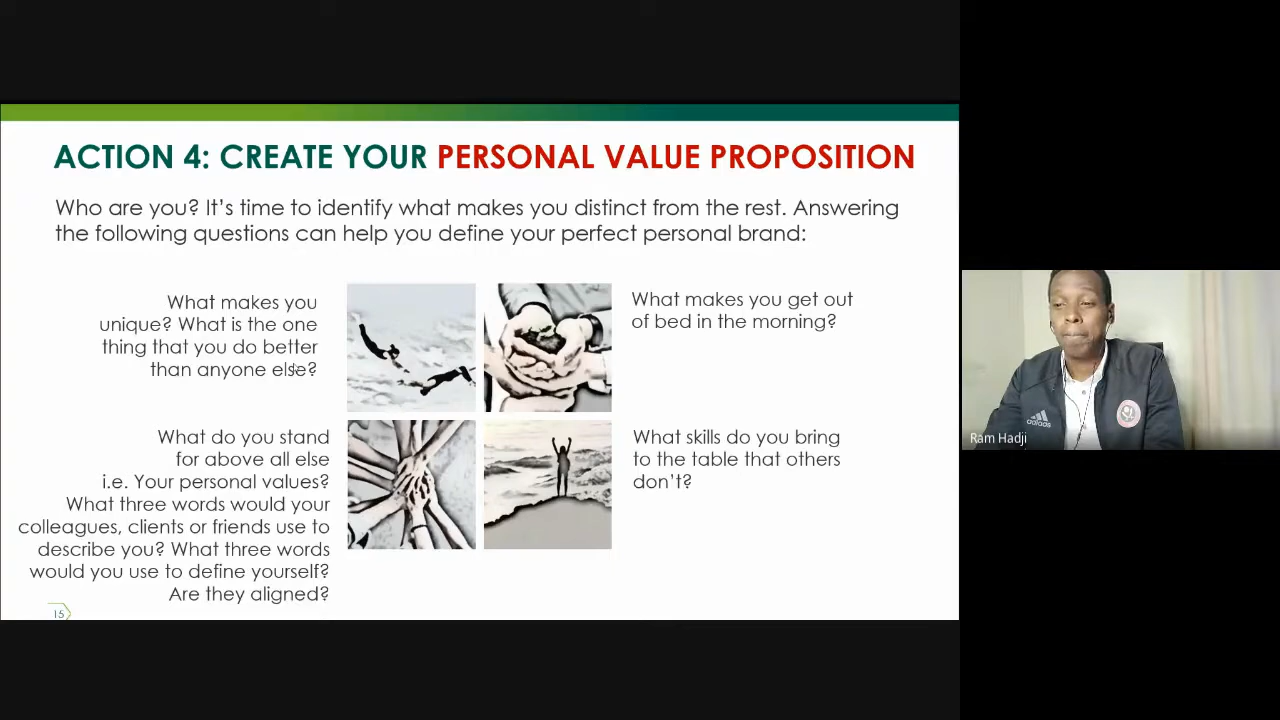 ACTION 4: CREATE YOUR PERSONAL VALUE PROPOSITION
Who are you? It's time to identify what makes you distinct from the rest. Answering
the following questions can help you define your perfect personal brand:
What makes you
unique? What is the one
thing that you do better
than anyone else?
What makes you get out
of bed in the morning?
What do you stand
for above all else
i.e. Your personal values?
What three words would your
colleagues, clients or friends use to
describe you? What three words
would you use to define yourself?
Are they aligned?
What skills do you bring
to the table that others
don't?
15
adidas
Ram Hadji